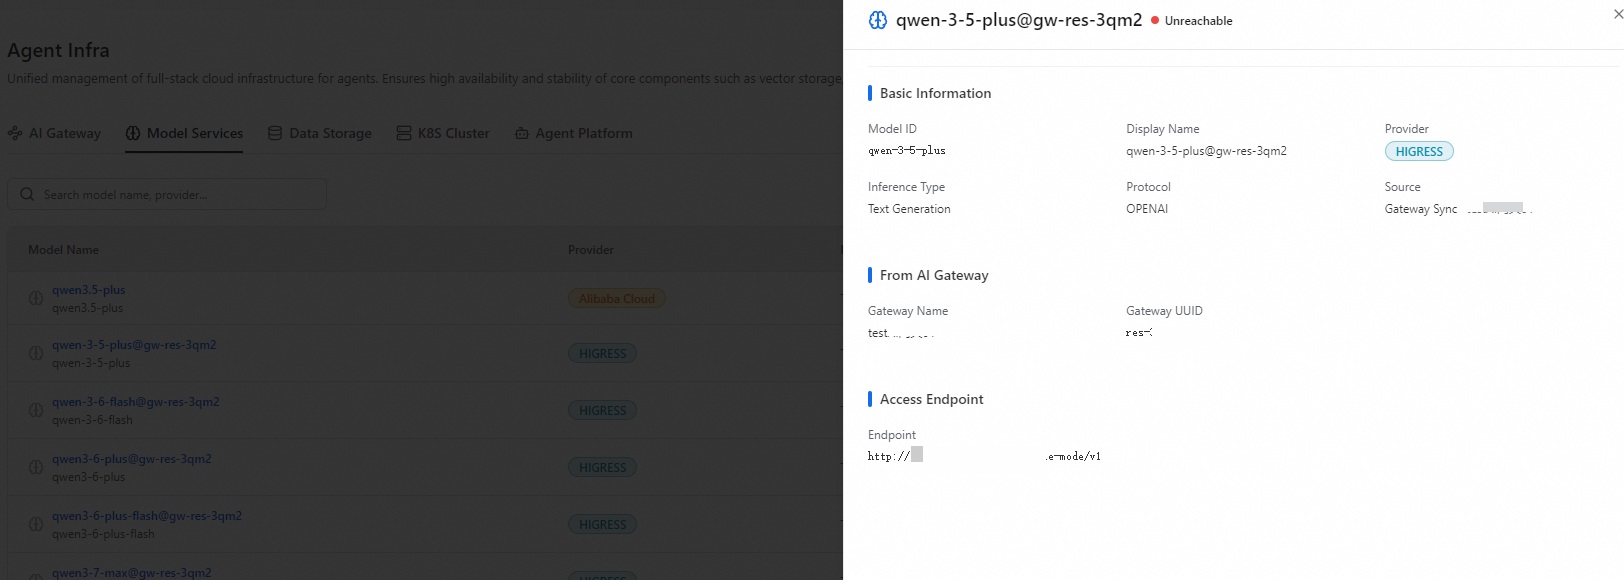 Agent Infra
Unified management of full-stack cloud infrastructure for agents. Ensures high availability and stability of core components such as vector storage,
AI Gateway
Model Services
Data Storage
K8S Cluster
Agent Platform
Search model name, provider...
Model Name
Provider
qwen3.5-plus
qwen3.5-plus
Alibaba Cloud
qwen-3-5-plus@gw-res-3qm2
qwen-3-5-plus
HIGRESS
qwen-3-6-flash@gw-res-3qm2
qwen-3-6-flash
HIGRESS
qwen3-6-plus@gw-res-3qm2
qwen3-6-plus
HIGRESS
qwen3-6-plus-flash@gw-res-3qm2
qwen3-6-plus-flash
HIGRESS
qwen3-7-max@gw-res-3qm2
HIGRESS
qwen-3-5-plus@gw-res-3qm2
Unreachable
Basic Information
Model ID
Display Name
Provider
qwen-3-5-plus
qwen-3-5-plus@gw-res-3qm2
HIGRESS
Inference Type
Protocol
Source
Text Generation
OPENAI
Gateway Sync
From AI Gateway
Gateway Name
Gateway UUID
test
res-
Access Endpoint
Endpoint
http://
e-mode/v1